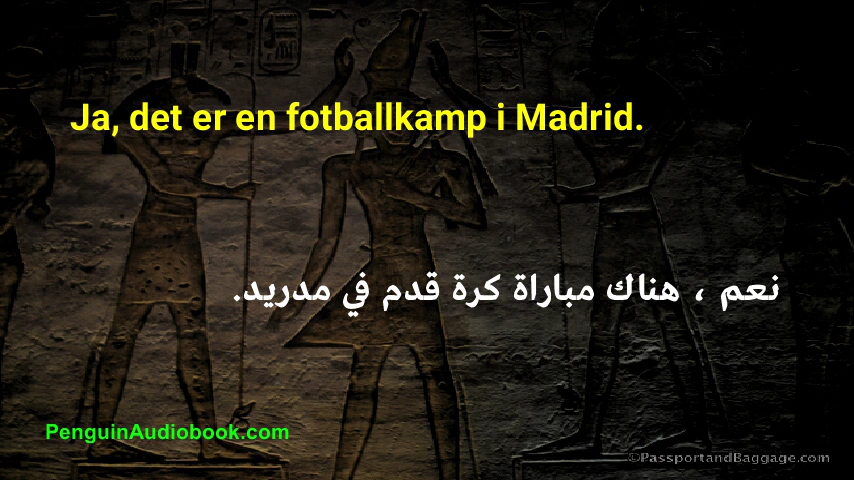 Ja, det er en fotballkamp i Madrid.
نعم ، هناك مباراة كرة قدم في مدريد.
PenguinAudiobook.com
©PassportandBaggage.com